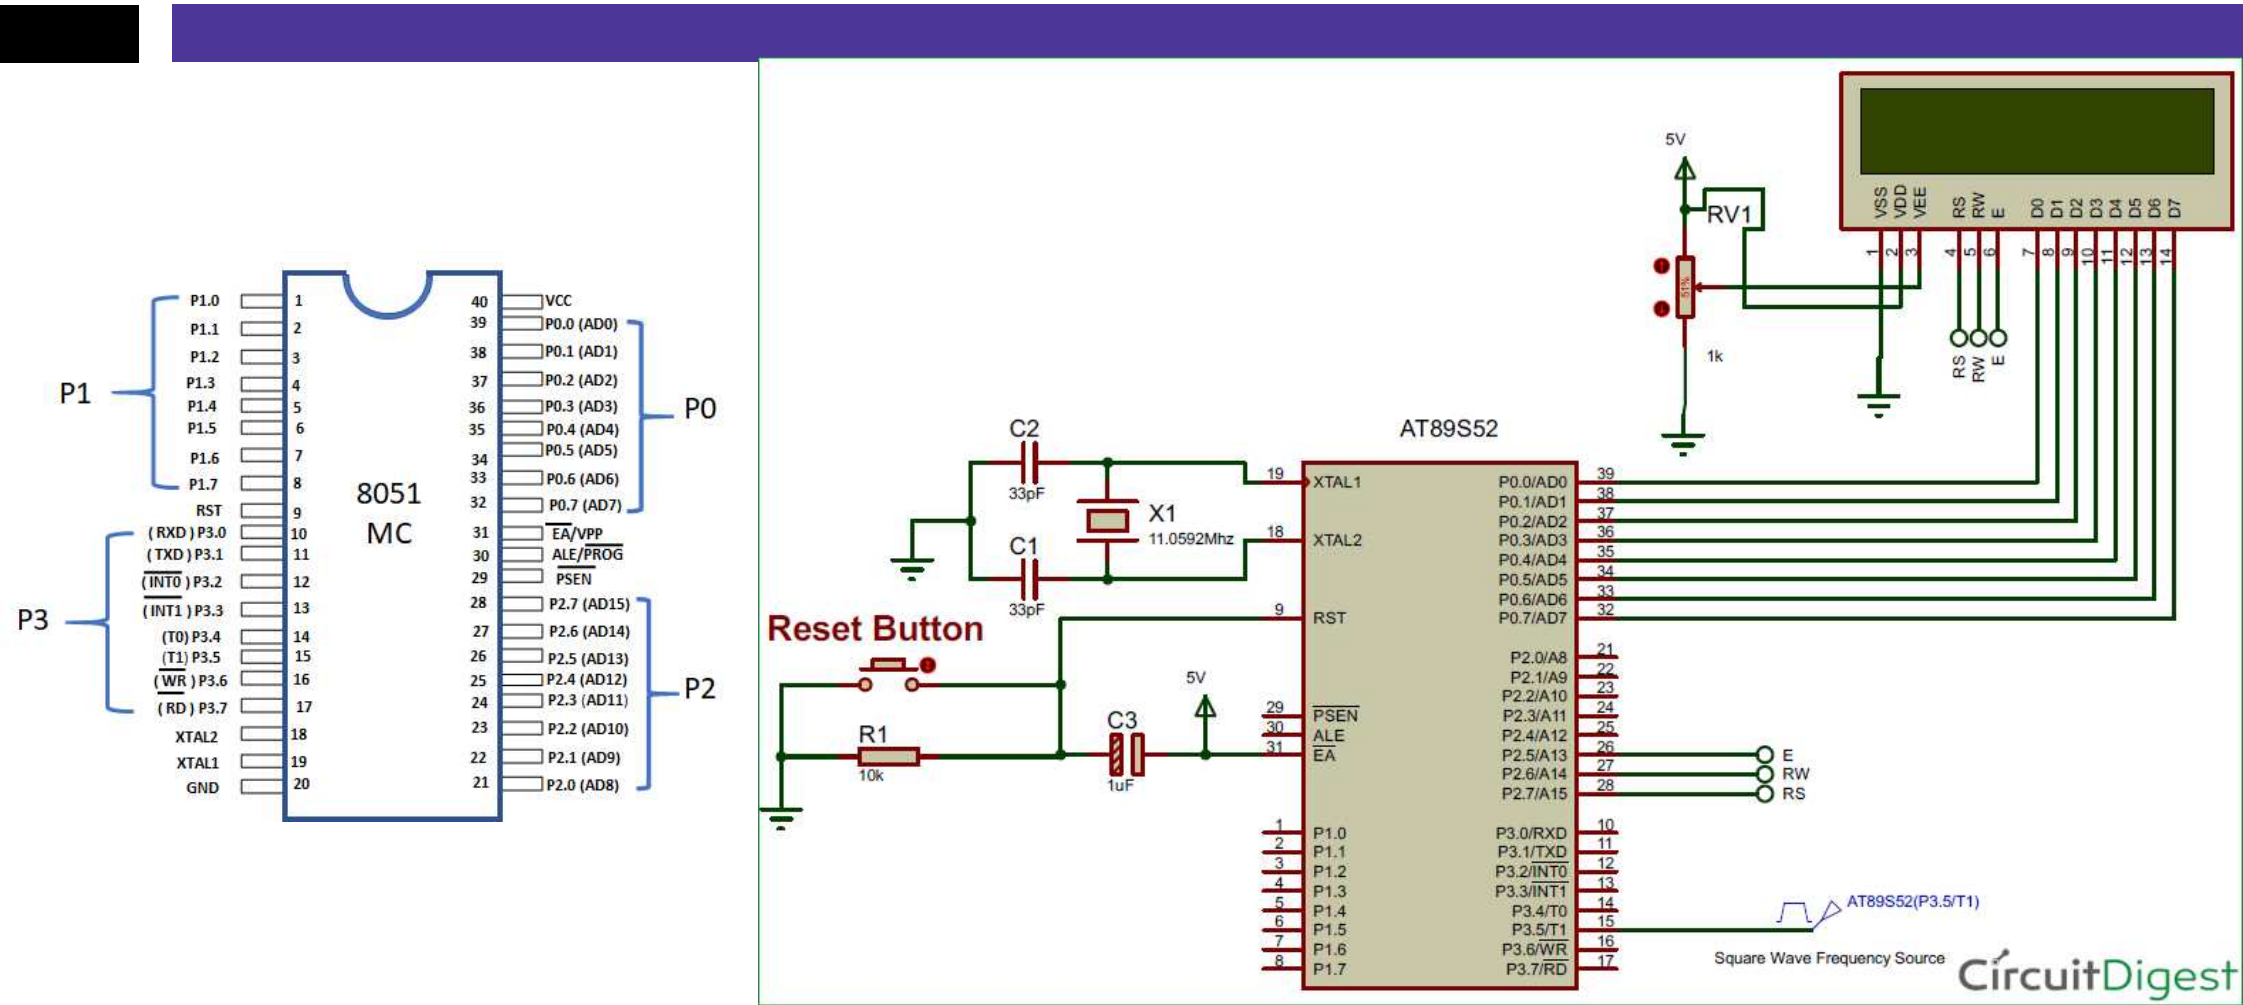 P1.0 1
P1.1 2
P1.2 3
P1.3 4
P1.4 5
P1.5 6
P1.6 7
P1.7 8
RST 9
(RXD) P3.0 10
(TXD) P3.1 11
(INT0) P3.2 12
(INT1) P3.3 13
(T0) P3.4 14
(T1) P3.5 15
(WR) P3.6 16
(RD) P3.7 17
XTAL2 18
XTAL1 19
GND 20
P1
P3
8051
MC
40 VCC
39 P0.0 (AD0)
38 P0.1 (AD1)
37 P0.2 (AD2)
36 P0.3 (AD3)
35 P0.4 (AD4)
34 P0.5 (AD5)
33 P0.6 (AD6)
32 P0.7 (AD7)
31 EA/VPP
30 ALE/PROG
29 PSEN
28 P2.7 (AD15)
27 P2.6 (AD14)
26 P2.5 (AD13)
25 P2.4 (AD12)
24 P2.3 (AD11)
23 P2.2 (AD10)
22 P2.1 (AD9)
21 P2.0 (AD8)
P0
P2
5V
RV1
51%
1k
VSS VDD VEE RS RW E D0 D1 D2 D3 D4 D5 D6 D7
1 2 3 4 5 6 7 8 9 10 11 12 13 14
RS RW E
C2
33pF
X1
11.0592Mhz
C1
33pF
Reset Button
R1
10k
C3
1uF
5V
AT89S52
19 XTAL1
18 XTAL2
9 RST
29 PSEN
30 ALE
31 EA
1 P1.0
2 P1.1
3 P1.2
4 P1.3
5 P1.4
6 P1.5
7 P1.6
8 P1.7
P0.0/AD0 39
P0.1/AD1 38
P0.2/AD2 37
P0.3/AD3 36
P0.4/AD4 35
P0.5/AD5 34
P0.6/AD6 33
P0.7/AD7 32
P2.0/A8 21
P2.1/A9 22
P2.2/A10 23
P2.3/A11 24
P2.4/A12 25
P2.5/A13 26 E
P2.6/A14 27 RW
P2.7/A15 28 RS
P3.0/RXD 10
P3.1/TXD 11
P3.2/INT0 12
P3.3/INT1 13
P3.4/T0 14
P3.5/T1 15
P3.6/WR 16
P3.7/RD 17
AT89S52(P3.5/T1)
Square Wave Frequency Source
CircuitDigest